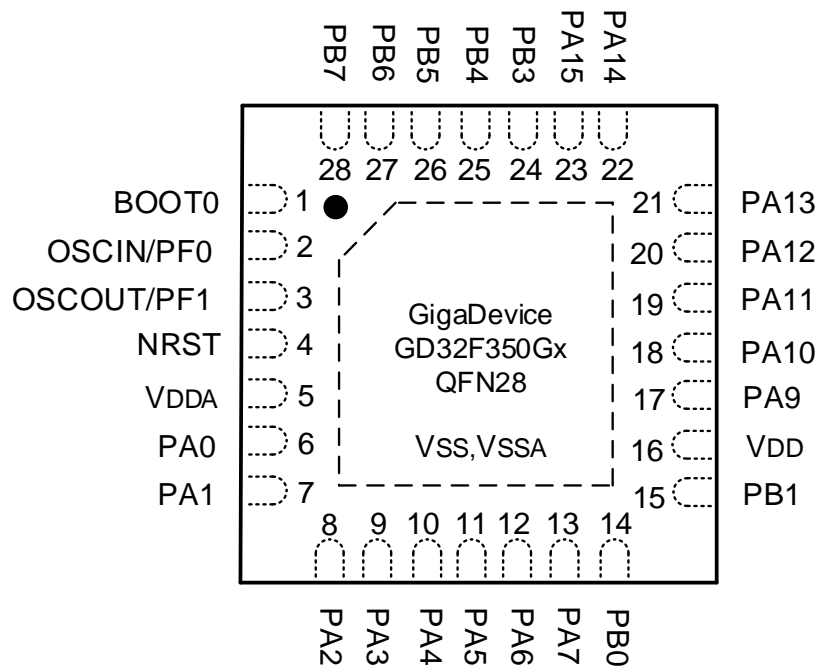 PB7 PB6 PB5 PB4 PB3 PA15 PA14
28 27 26 25 24 23 22
BOOT0 1
OSCIN/PF0 2
OSCOUT/PF1 3
NRST 4
VDDA 5
PA0 6
PA1 7
GigaDevice
GD32F350Gx
QFN28
VSS,VSSA
21 PA13
20 PA12
19 PA11
18 PA10
17 PA9
16 VDD
15 PB1
8 9 10 11 12 13 14
PA2 PA3 PA4 PA5 PA6 PA7 PB0